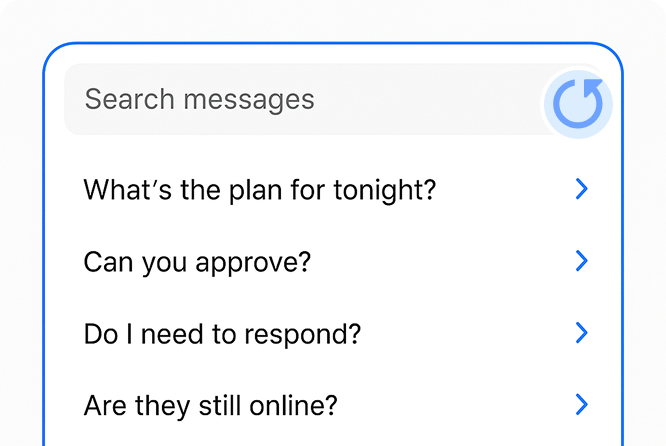 Search messages
What's the plan for tonight?
Can you approve?
Do I need to respond?
Are they still online?